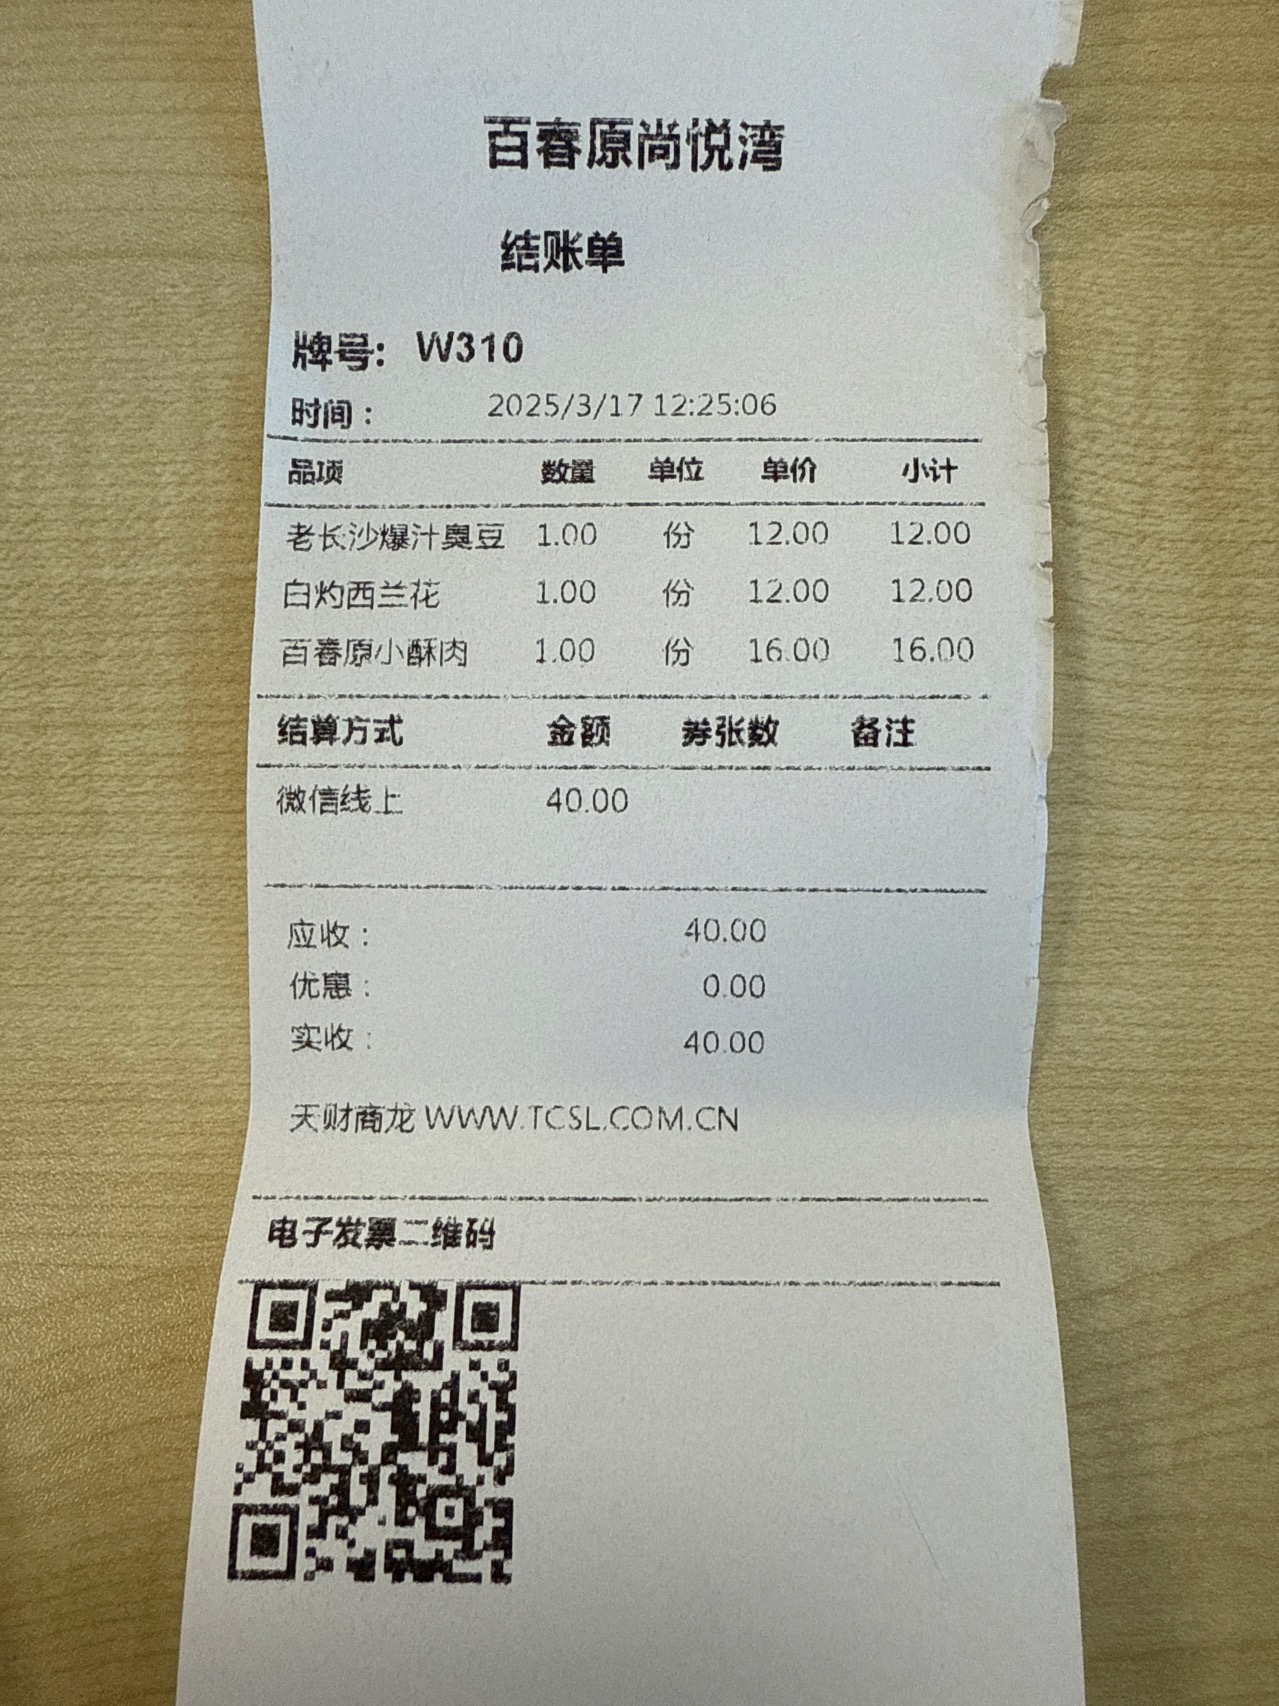 百春原尚悦湾
结账单
牌号: W310
时间： 2025/3/17 12:25:06
品项 数量 单位 单价 小计
老长沙爆汁臭豆 1.00 份 12.00 12.00
白灼西兰花 1.00 份 12.00 12.00
百春原小酥肉 1.00 份 16.00 16.00
结算方式 金额 券张数 备注
微信线上 40.00
应收： 40.00
优惠： 0.00
实收： 40.00
天财商龙 WWW.TCSL.COM.CN
电子发票二维码